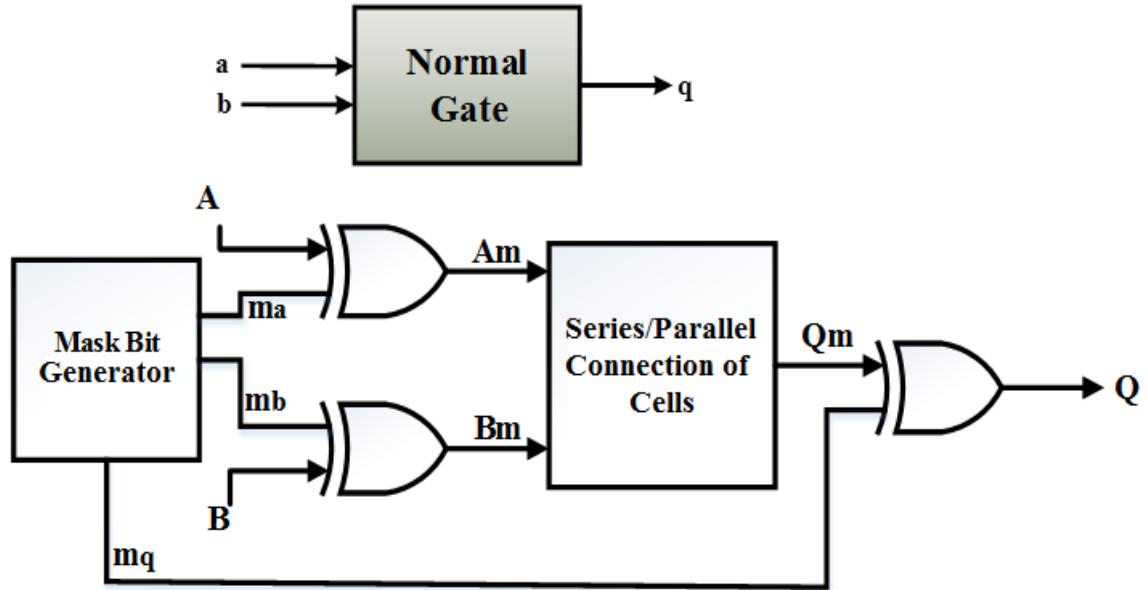 a
b
Normal
Gate
q
A
ma
Am
Mask Bit
Generator
mb
B
Bm
Series/Parallel
Connection of
Cells
Qm
Q
mq